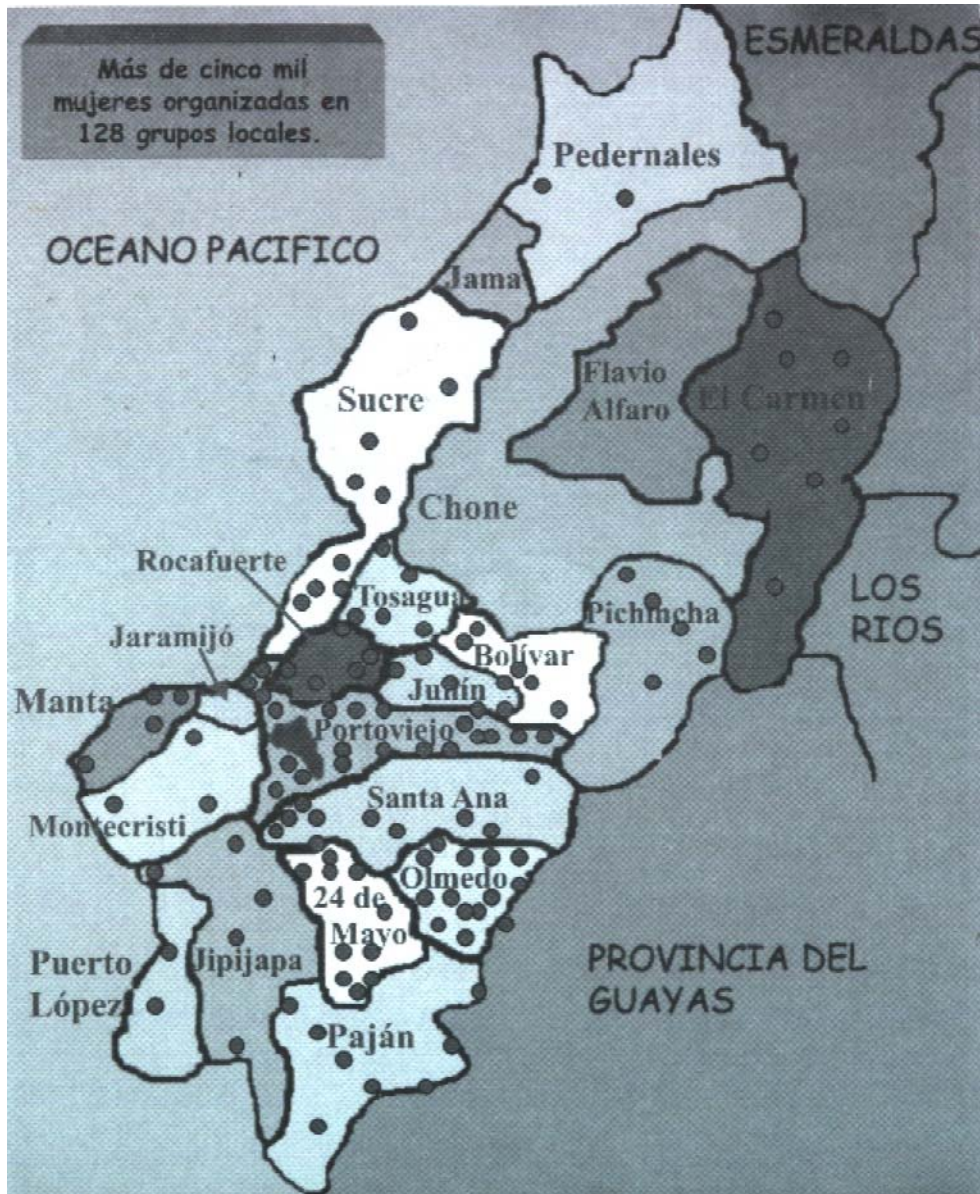 Más de cinco mil
mujeres organizadas en
128 grupos locales.
ESMERALDAS
Pedernales
OCEANO PACIFICO
Jama
Flavio
Alfaro
El Carmen
Sucre
Chone
Rocafuerte
Tosagua
Pichincha
LOS
RIOS
Jaramijó
Bolívar
Manta
Junín
Portoviejo
Santa Ana
Montecristi
Olmedo
24 de
Mayo
Puerto
López
Jipijapa
PROVINCIA DEL
GUAYAS
Paján